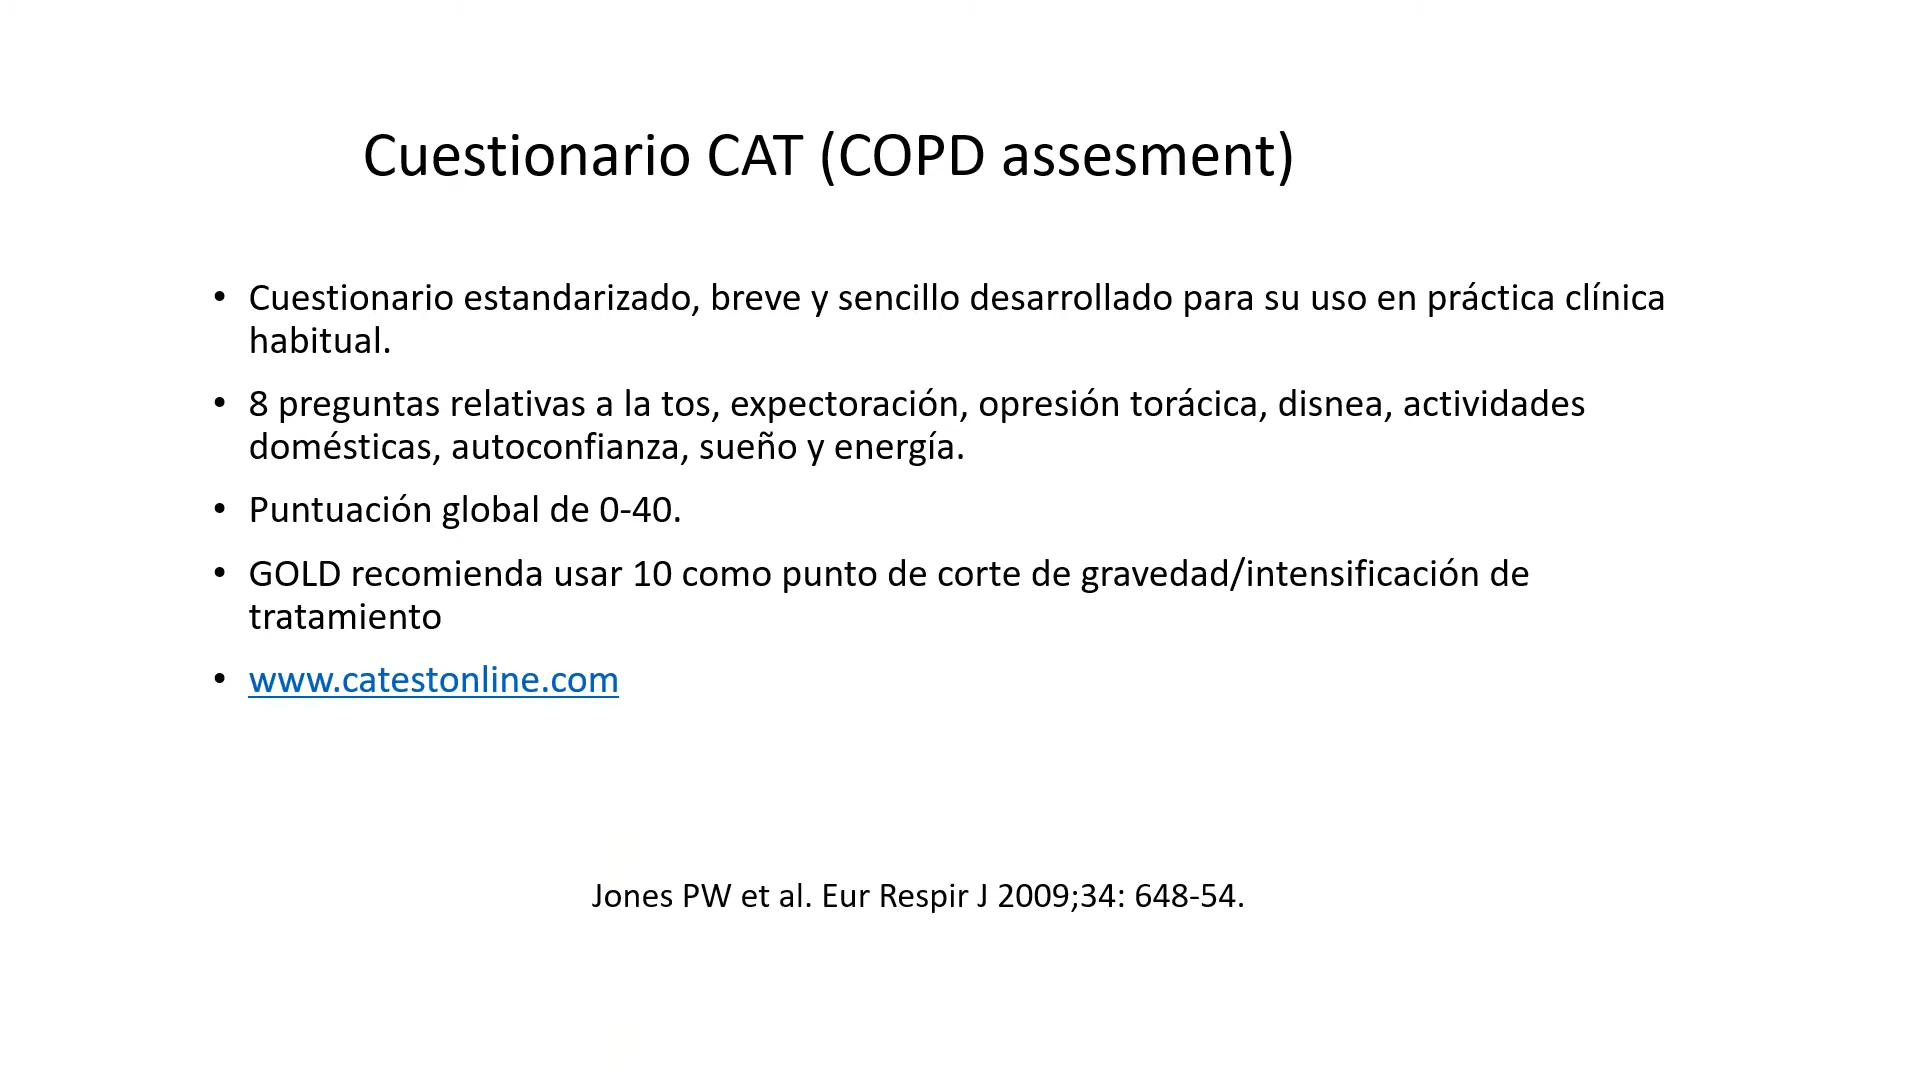 Cuestionario CAT (COPD assesment)
• Cuestionario estandarizado, breve y sencillo desarrollado para su uso en práctica clínica
habitual.
• 8 preguntas relativas a la tos, expectoración, opresión torácica, disnea, actividades
domésticas, autoconfianza, sueño y energía.
• Puntuación global de 0-40.
• GOLD recomienda usar 10 como punto de corte de gravedad/intensificación de
tratamiento
• www.catestonline.com
Jones PW et al. Eur Respir J 2009;34: 648-54.